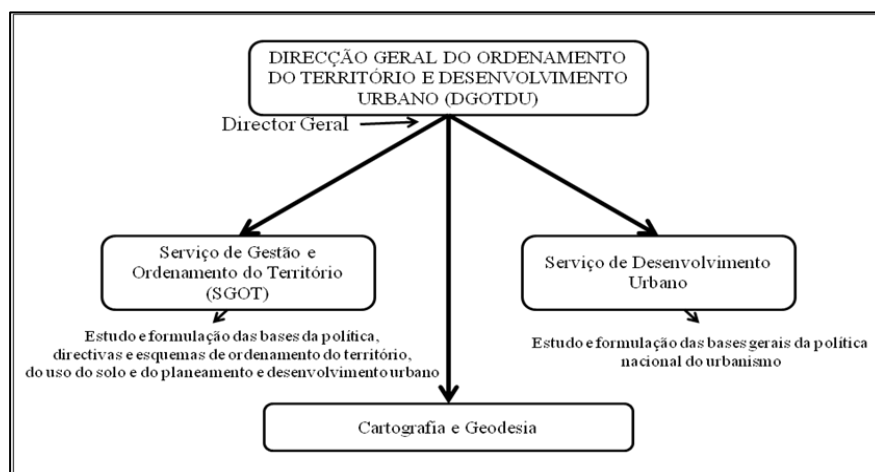 DIRECÇÃO GERAL DO ORDENAMENTO
DO TERRITÓRIO E DESENVOLVIMENTO
URBANO (DGOTDU)
Director Geral
Serviço de Gestão e
Ordenamento do Território
(SGOT)
Serviço de Desenvolvimento
Urbano
Estudo e formulação das bases da política,
directivas e esquemas de ordenamento do território,
do uso do solo e do planeamento e desenvolvimento urbano
Estudo e formulação das bases gerais da política
nacional do urbanismo
Cartografia e Geodesia